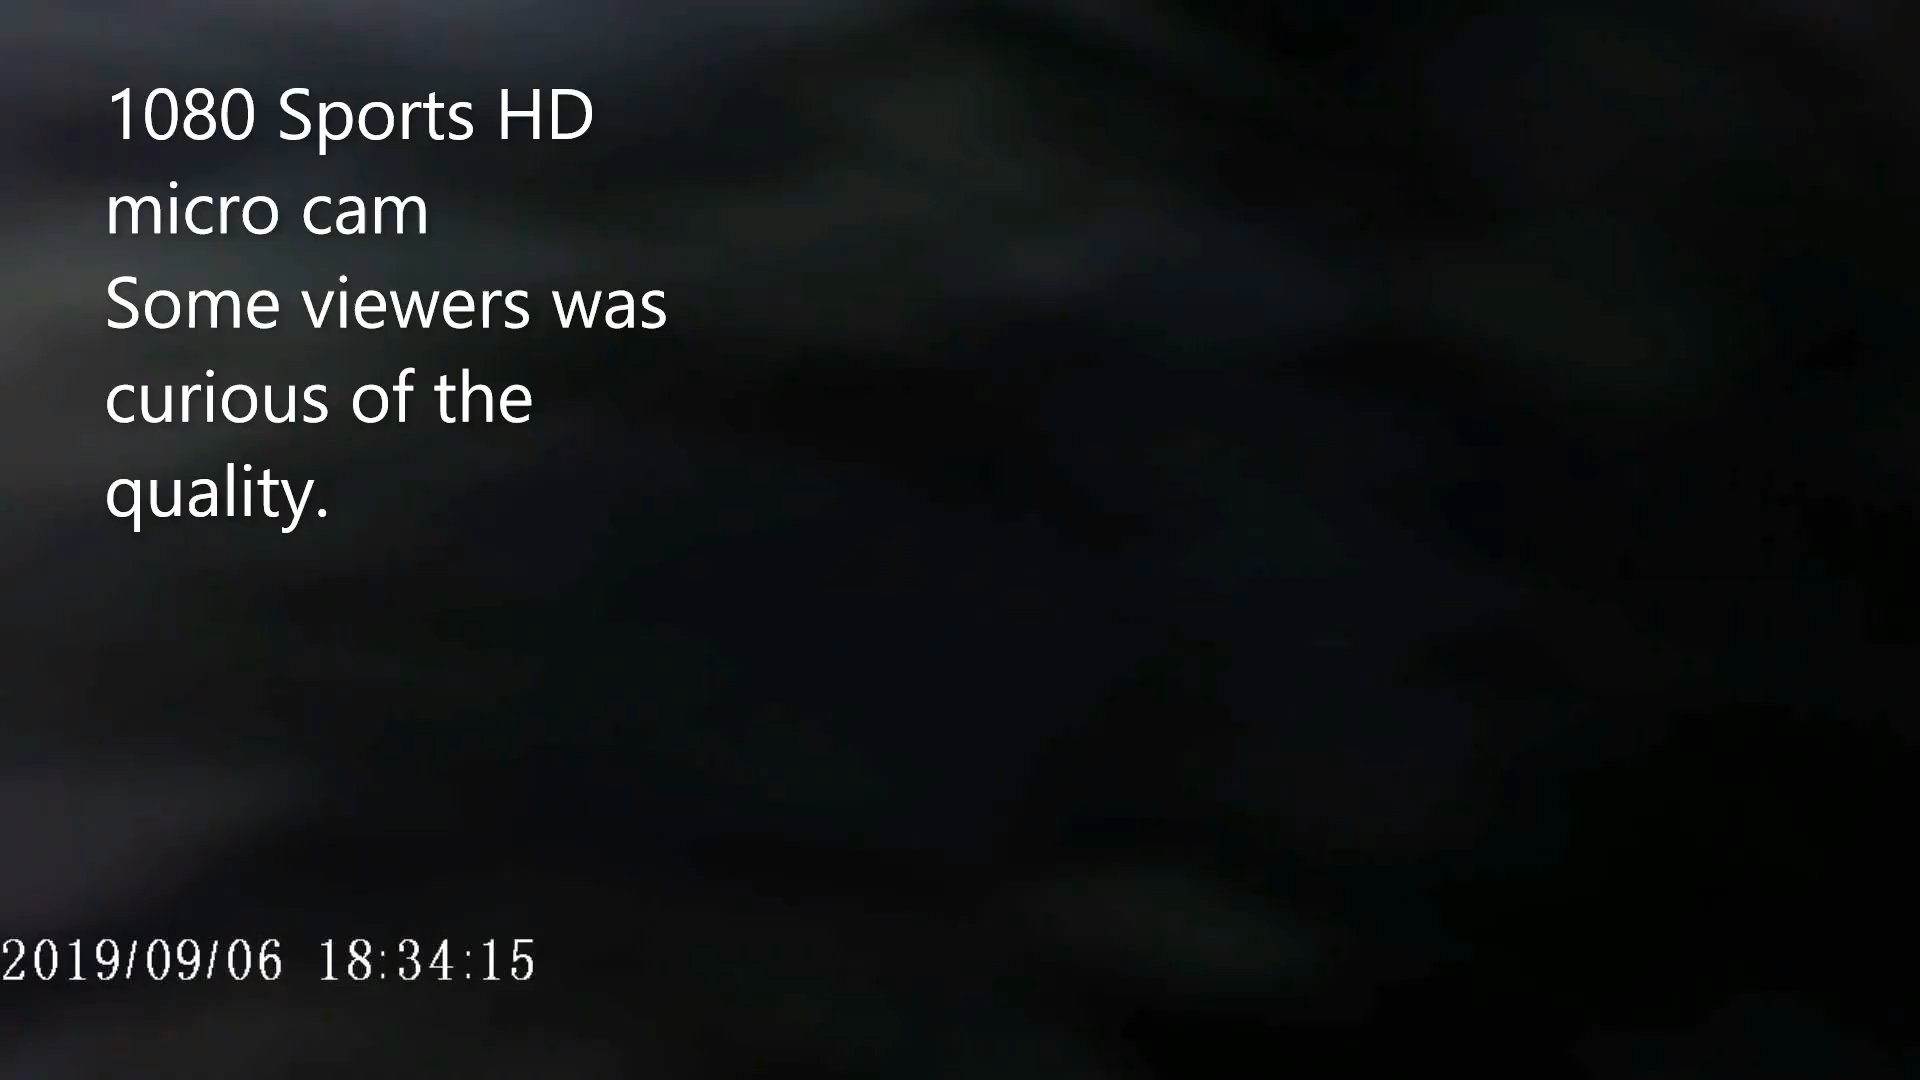 1080 Sports HD
micro cam
Some viewers was
curious of the
quality.
2019/09/06 18:34:15